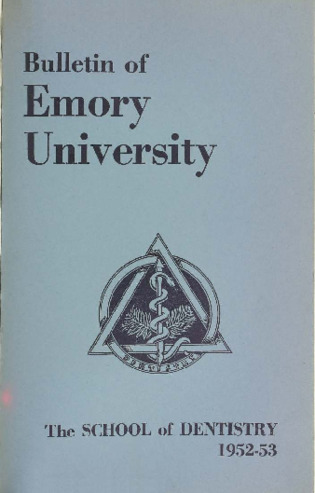 Bulletin of
Emory
University
The SCHOOL of DENTISTRY
1952-53